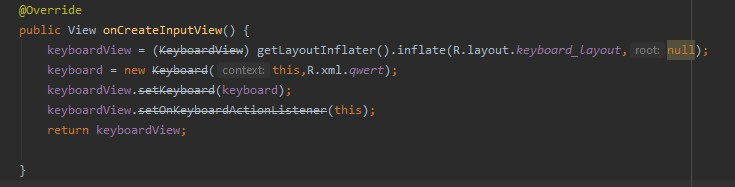 @Override
public View onCreateInputView() {
keyboardView = (KeyboardView) getLayoutInflater().inflate(R.layout.keyboard_layout, root: null);
keyboard = new Keyboard( context: this,R.xml.qwert);
keyboardView.setKeyboard(keyboard);
keyboardView.setOnKeyboardActionListener(this);
return keyboardView;
}